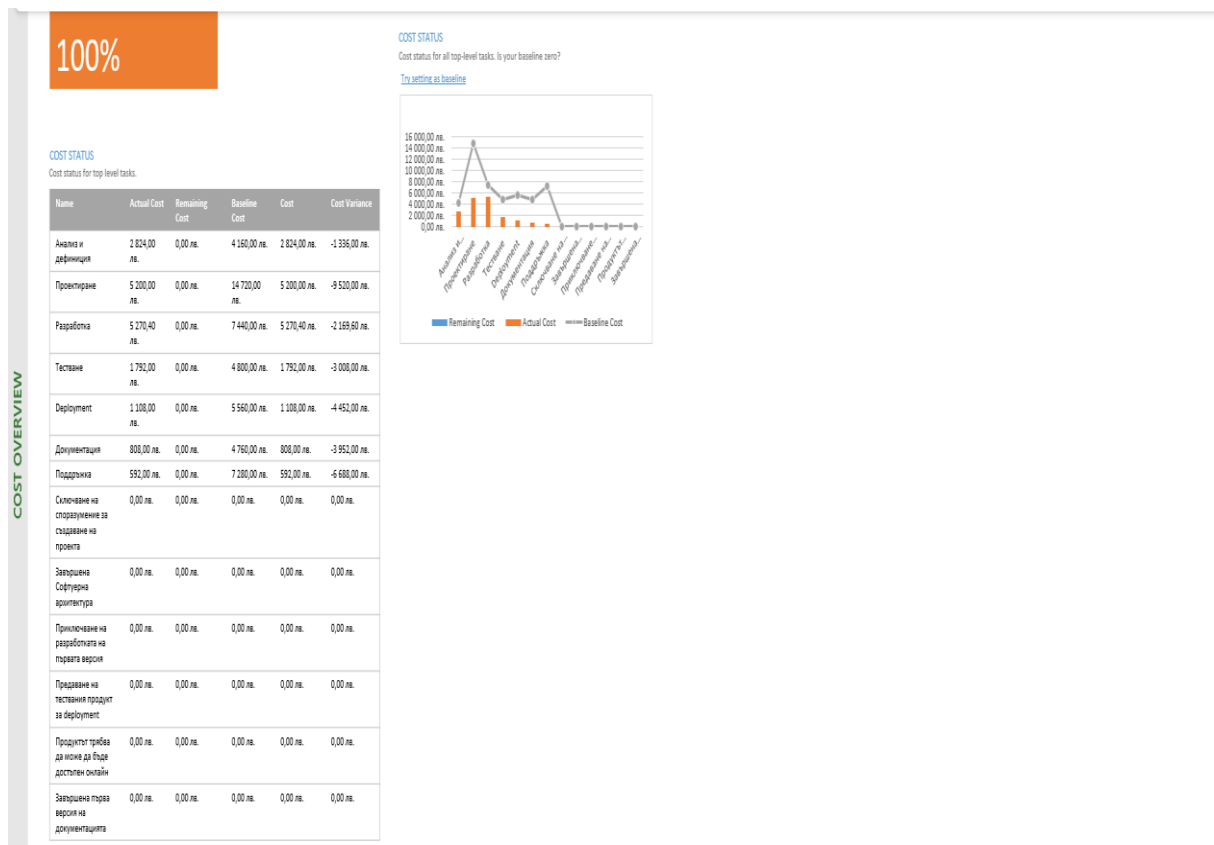 COST OVERVIEW
100%
COST STATUS
Cost status for top level tasks.
Name Actual Cost Remaining Cost Baseline Cost Cost Cost Variance
Анализ и дефиниция 2 824,00 лв. 0,00 лв. 4 160,00 лв. 2 824,00 лв. -1 336,00 лв.
Проектиране 5 200,00 лв. 0,00 лв. 14 720,00 лв. 5 200,00 лв. -9 520,00 лв.
Разработка 5 270,40 лв. 0,00 лв. 7 440,00 лв. 5 270,40 лв. -2 169,60 лв.
Тестване 1 792,00 лв. 0,00 лв. 4 800,00 лв. 1 792,00 лв. -3 008,00 лв.
Deployment 1 108,00 лв. 0,00 лв. 5 560,00 лв. 1 108,00 лв. -4 452,00 лв.
Документация 808,00 лв. 0,00 лв. 4 760,00 лв. 808,00 лв. -3 952,00 лв.
Поддръжка 592,00 лв. 0,00 лв. 7 280,00 лв. 592,00 лв. -6 688,00 лв.
Сключване на споразумение за създаване на проекта 0,00 лв. 0,00 лв. 0,00 лв. 0,00 лв. 0,00 лв.
Завършена Софтуерна архитектура 0,00 лв. 0,00 лв. 0,00 лв. 0,00 лв. 0,00 лв.
Приключване на разработката на първата версия 0,00 лв. 0,00 лв. 0,00 лв. 0,00 лв. 0,00 лв.
Предаване на тествания продукт за deployment 0,00 лв. 0,00 лв. 0,00 лв. 0,00 лв. 0,00 лв.
Продуктът трябва да може да бъде достъпен онлайн 0,00 лв. 0,00 лв. 0,00 лв. 0,00 лв. 0,00 лв.
Завършена първа версия на документацията 0,00 лв. 0,00 лв. 0,00 лв. 0,00 лв. 0,00 лв.
COST STATUS
Cost status for all top-level tasks. Is your baseline zero?
Try setting as baseline
16 000,00 лв.
14 000,00 лв.
12 000,00 лв.
10 000,00 лв.
8 000,00 лв.
6 000,00 лв.
4 000,00 лв.
2 000,00 лв.
0,00 лв.
Анализ и...
Проектиране
Разработка
Тестване
Deployment
Документация
Поддръжка
Сключване на...
Завършена...
Приключване...
Предаване на...
Продуктът...
Завършена...
Remaining Cost Actual Cost Baseline Cost